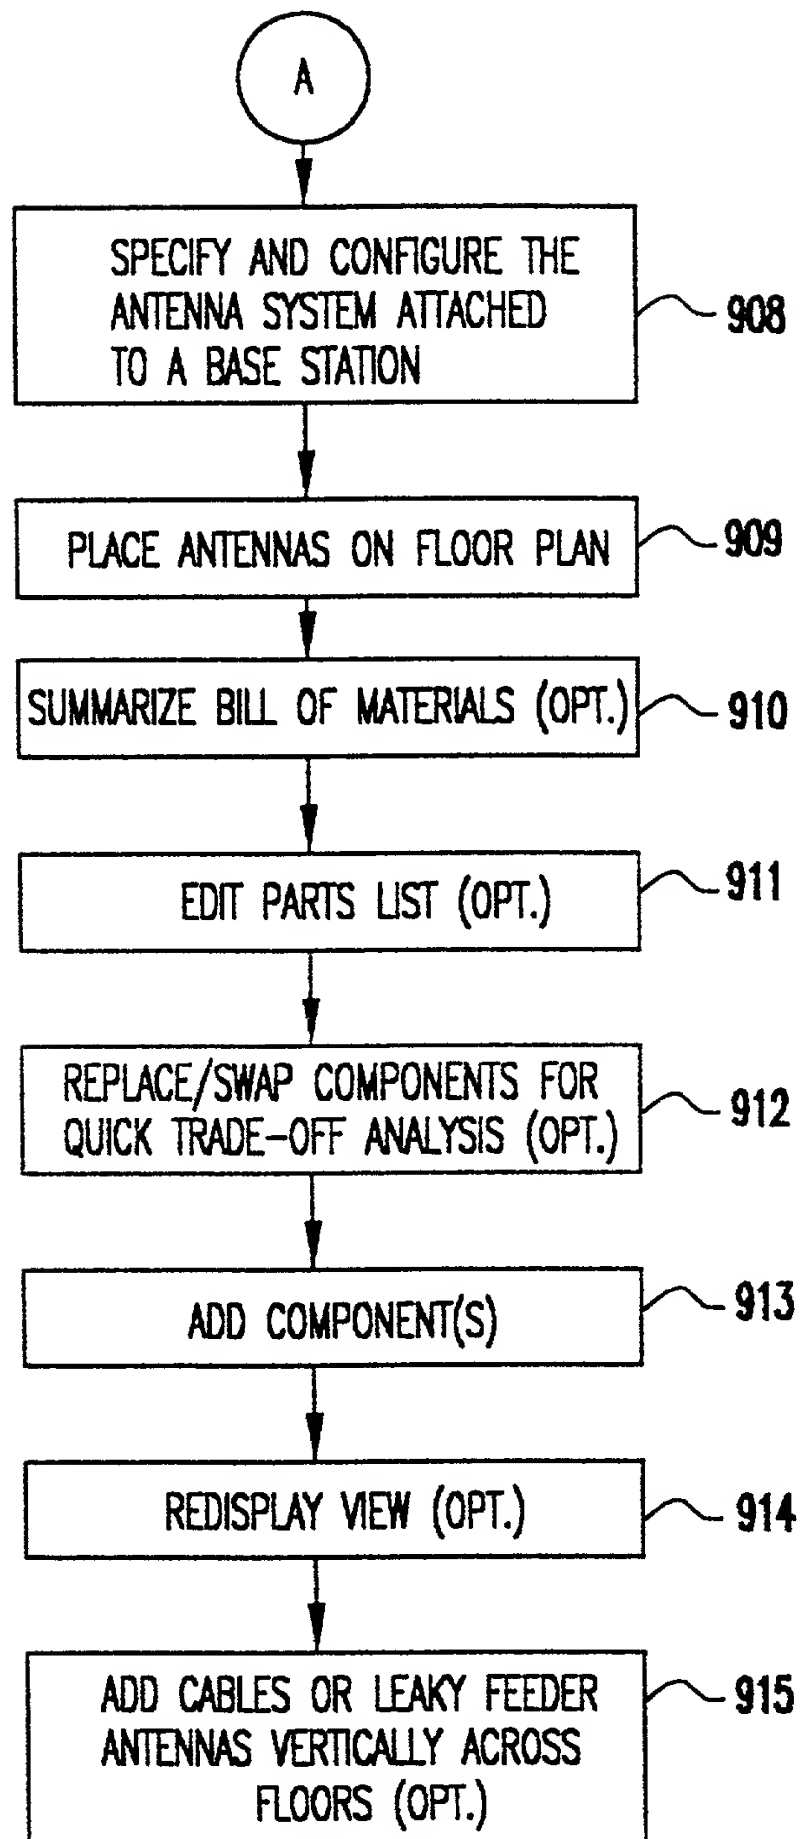 A
SPECIFY AND CONFIGURE THE
ANTENNA SYSTEM ATTACHED
TO A BASE STATION
908
PLACE ANTENNAS ON FLOOR PLAN
909
SUMMARIZE BILL OF MATERIALS (OPT.)
910
EDIT PARTS LIST (OPT.)
911
REPLACE/SWAP COMPONENTS FOR
QUICK TRADE-OFF ANALYSIS (OPT.)
912
ADD COMPONENT(S)
913
REDISPLAY VIEW (OPT.)
914
ADD CABLES OR LEAKY FEEDER
ANTENNAS VERTICALLY ACROSS
FLOORS (OPT.)
915